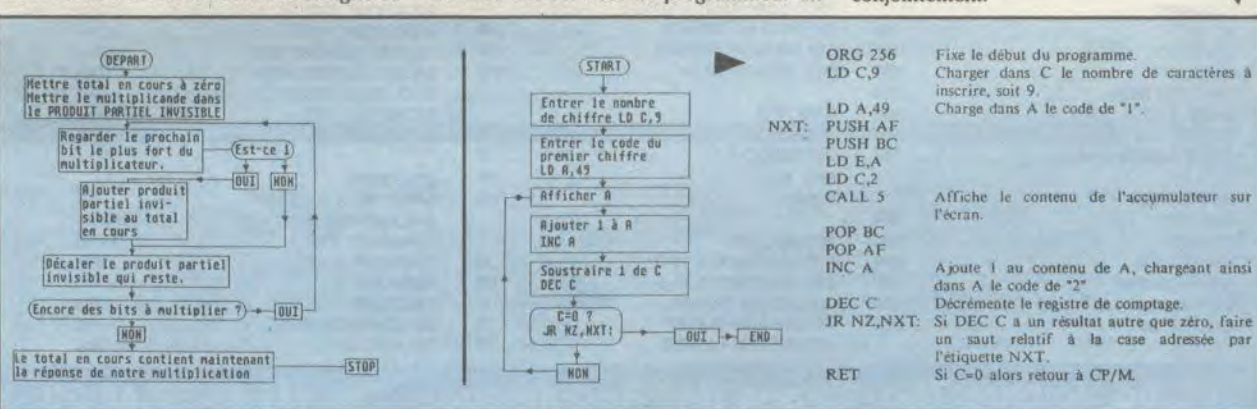 conjointement.
DEPART
Mettre total en cours à zéro
Mettre le multiplicande dans
le PRODUIT PARTIEL INVISIBLE
Regarder le prochain
bit le plus fort du
multiplicateur.
Est-ce 1
OUI
NON
Ajouter produit
partiel invi-
sible au total
en cours
Décaler le produit partiel
invisible qui reste.
Encore des bits à multiplier ?
OUI
NON
Le total en cours contient maintenant
la réponse de notre multiplication
STOP
START
Entrer le nombre
de chiffre LD C,9
Entrer le code du
premier chiffre
LD A,49
Afficher A
Ajouter 1 à A
INC A
Soustraire 1 de C
DEC C
C=0 ?
JR NZ,NXT:
OUI
END
NON
ORG 256 Fixe le début du programme.
LD C,9 Charger dans C le nombre de caractères à
inscrire, soit 9.
LD A,49 Charge dans A le code de "1".
NXT: PUSH AF
PUSH BC
LD E,A
LD C,2
CALL 5 Affiche le contenu de l'accumulateur sur
l'écran.
POP BC
POP AF
INC A Ajoute 1 au contenu de A, chargeant ainsi
dans A le code de "2"
DEC C Décrémente le registre de comptage.
JR NZ,NXT: Si DEC C a un résultat autre que zéro, faire
un saut relatif à la case adressée par
l'étiquette NXT.
RET Si C=0 alors retour à CP/M.